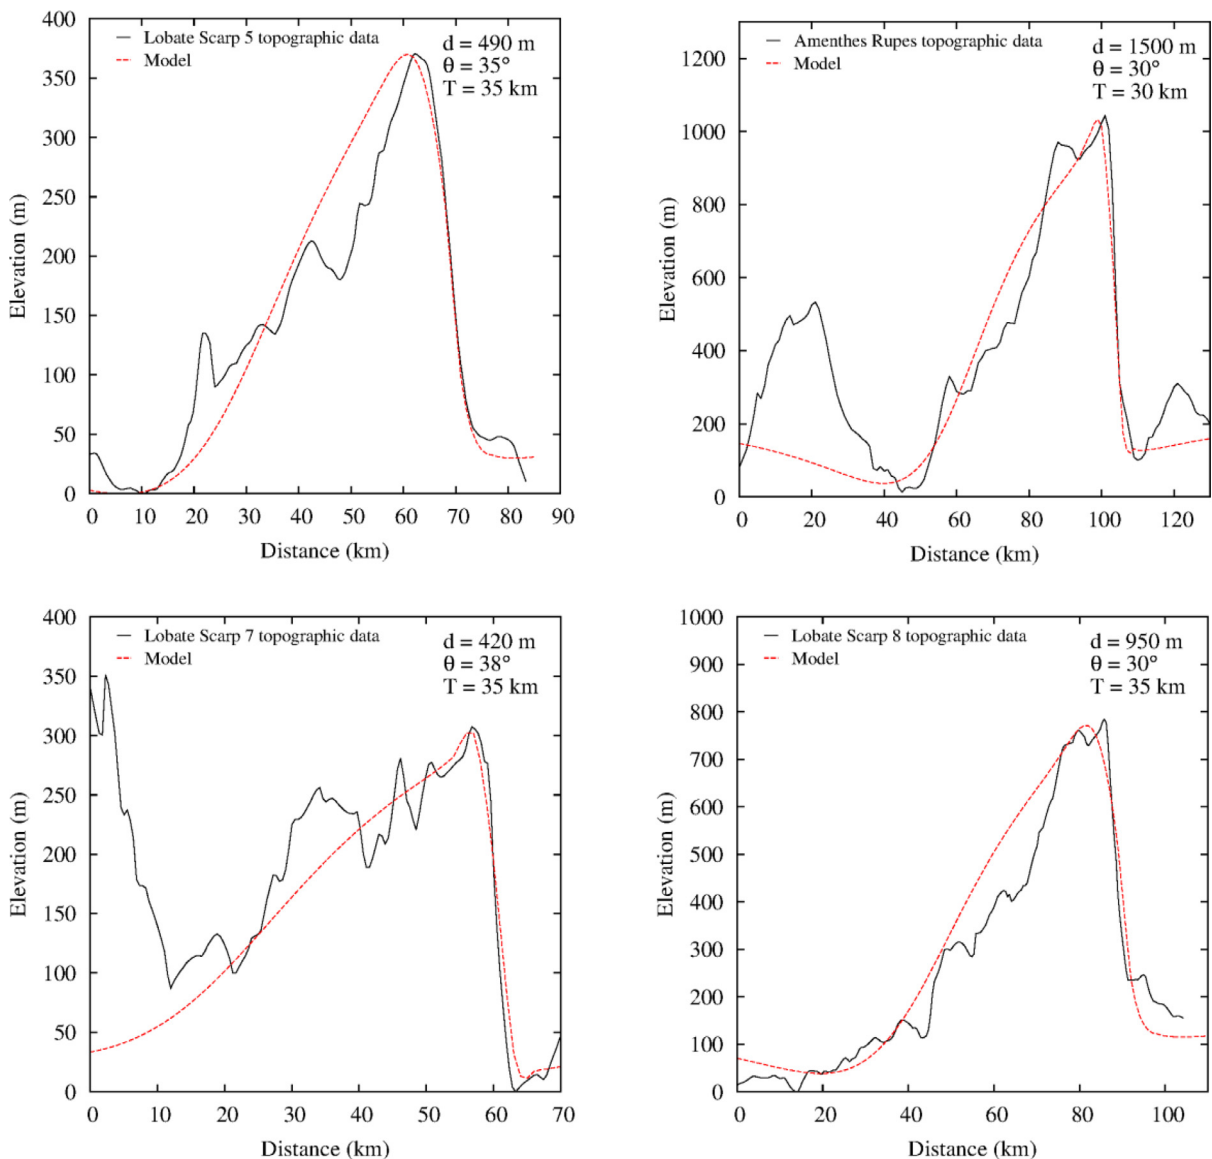 400
350
300
250
200
150
100
50
0
Elevation (m)
Lobate Scarp 5 topographic data
Model
d = 490 m
θ = 35°
T = 35 km
0 10 20 30 40 50 60 70 80 90
Distance (km)
1200
1000
800
600
400
200
0
Elevation (m)
Amenthes Rupes topographic data
Model
d = 1500 m
θ = 30°
T = 30 km
0 20 40 60 80 100 120
Distance (km)
400
350
300
250
200
150
100
50
0
Elevation (m)
Lobate Scarp 7 topographic data
Model
d = 420 m
θ = 38°
T = 35 km
0 10 20 30 40 50 60 70
Distance (km)
1000
900
800
700
600
500
400
300
200
100
0
Elevation (m)
Lobate Scarp 8 topographic data
Model
d = 950 m
θ = 30°
T = 35 km
0 20 40 60 80 100
Distance (km)